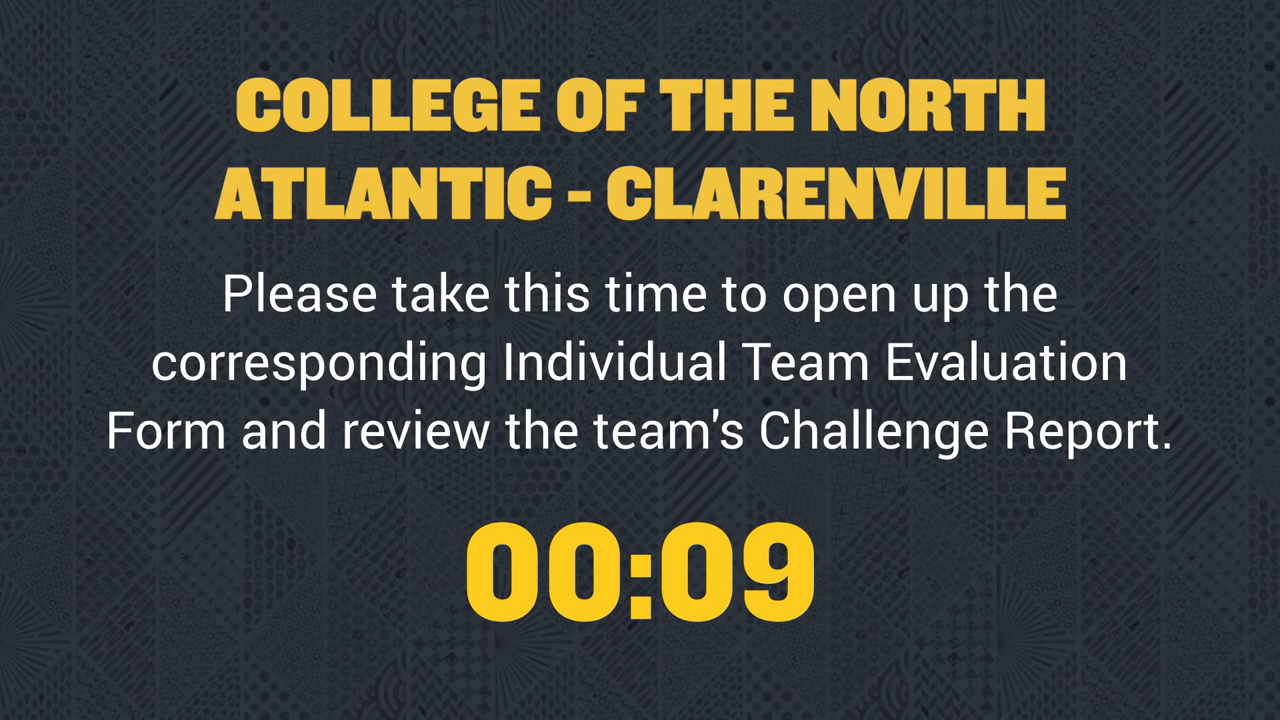 COLLEGE OF THE NORTH
ATLANTIC - CLARENVILLE
Please take this time to open up the
corresponding Individual Team Evaluation
Form and review the team's Challenge Report.
00:09